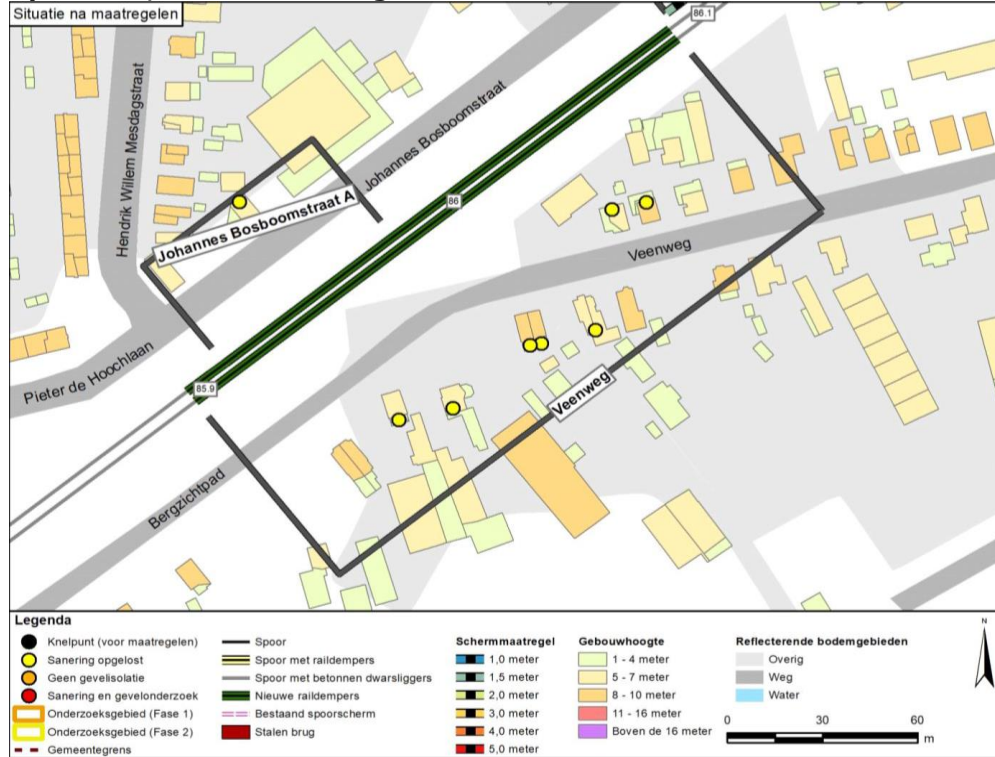 Situatie na maatregelen
86.1
Hendrik Willem Mesdagstraat
Johannes Bosboomstraat
Johannes Bosboomstraat A
86
Veenweg
Pieter de Hoochlaan
85.9
Veenweg
Bergzichtpad
Legenda
Knelpunt (voor maatregelen)
Sanering opgelost
Geen gevelisolatie
Sanering en gevelonderzoek
Onderzoeksgebied (Fase 1)
Onderzoeksgebied (Fase 2)
Gemeentegrens
Spoor
Spoor met raildempers
Spoor met betonnen dwarsliggers
Nieuwe raildempers
Bestaand spoorscherm
Stalen brug
Schermmaatregel
1,0 meter
1,5 meter
2,0 meter
3,0 meter
4,0 meter
5,0 meter
Gebouwhoogte
1 - 4 meter
5 - 7 meter
8 - 10 meter
11 - 16 meter
Boven de 16 meter
Reflecterende bodemgebieden
Overig
Weg
Water
N
0 30 60
m